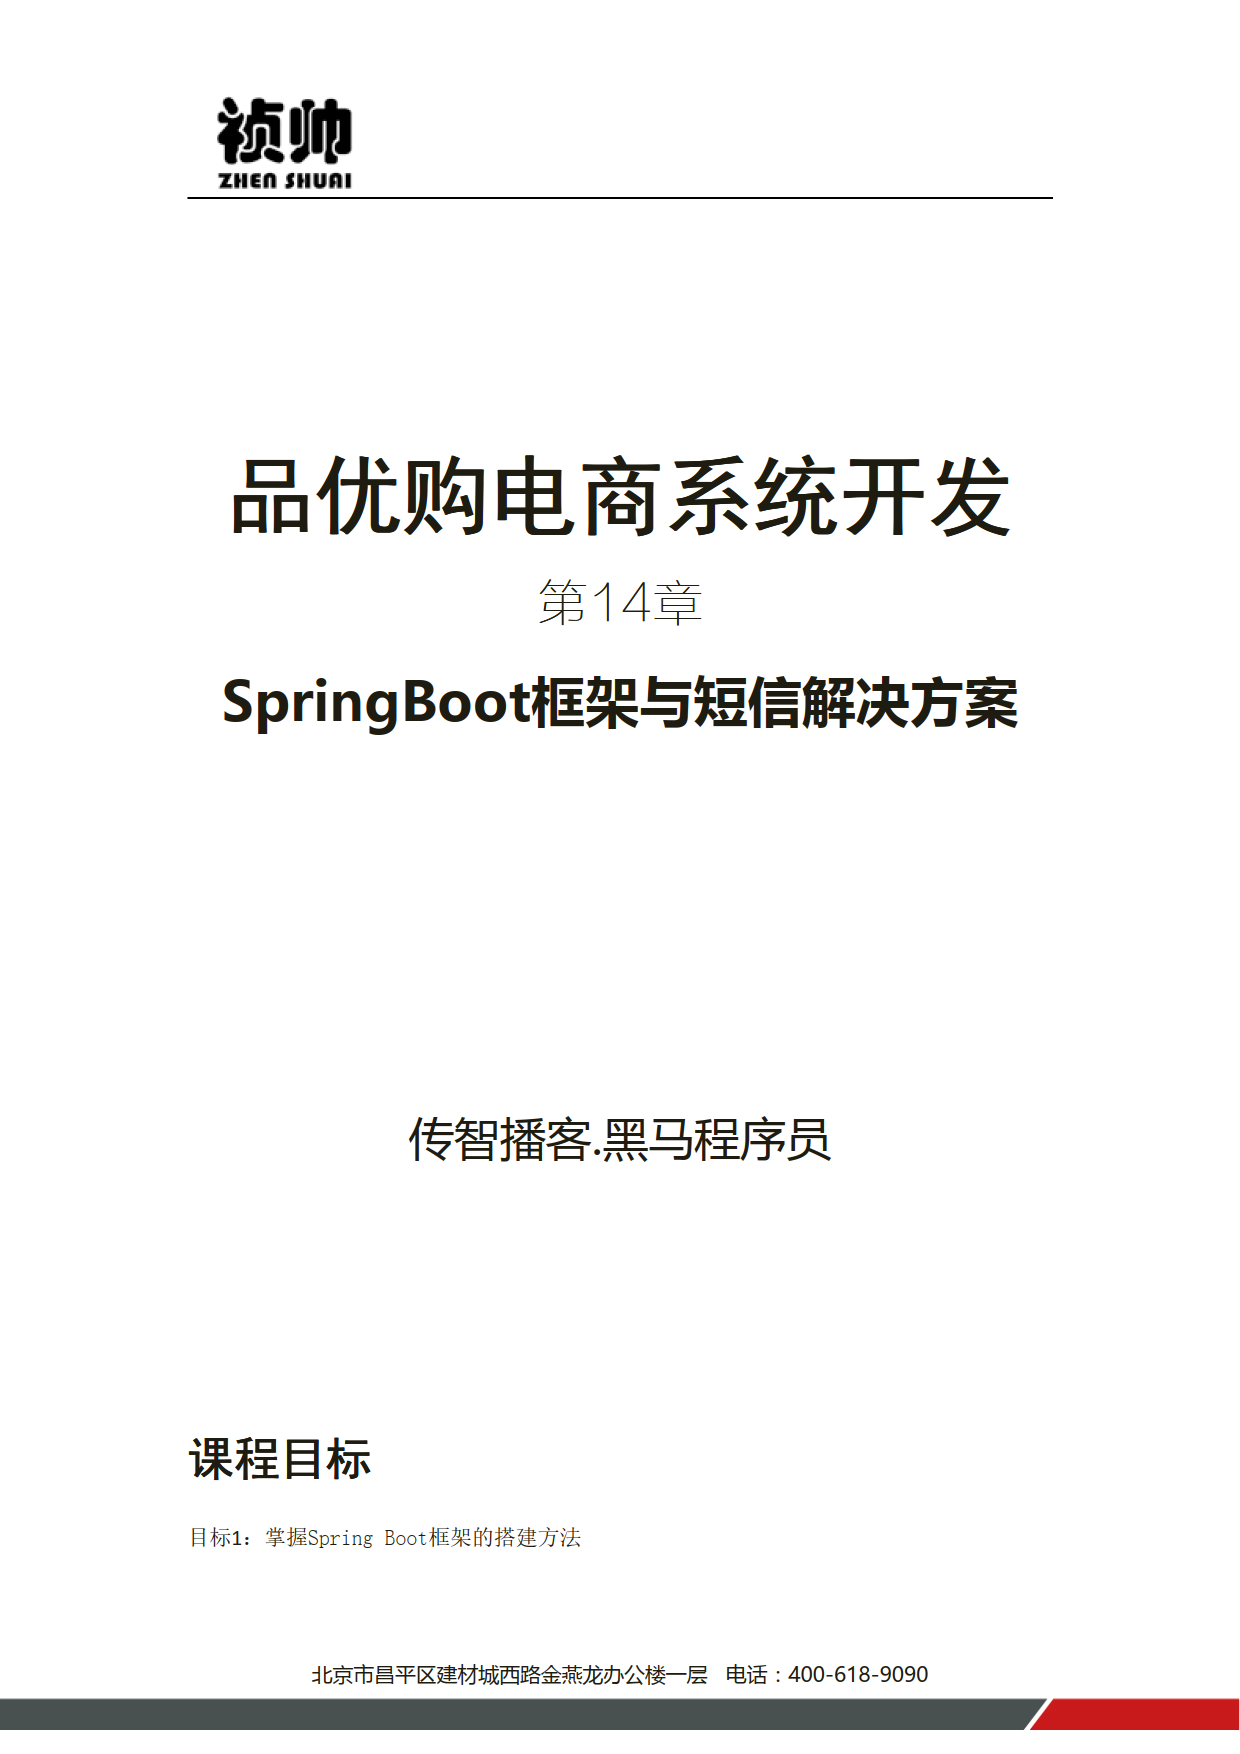 祯帅
ZHEN SHUAI
品优购电商系统开发
第14章
SpringBoot框架与短信解决方案
传智播客.黑马程序员
课程目标
目标1：掌握Spring Boot框架的搭建方法
北京市昌平区建材城西路金燕龙办公楼一层 电话：400-618-9090